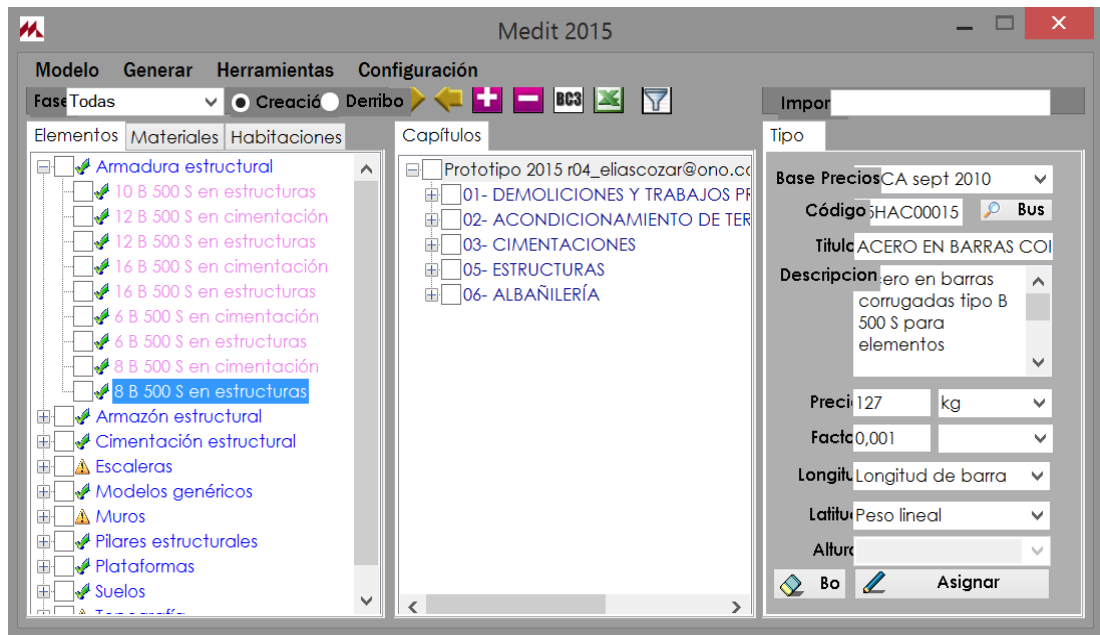 Medit 2015
Modelo Generar Herramientas Configuración
Fase Todas Creació Derribo BC3 Impor
Elementos Materiales Habitaciones
Armadura estructural
10 B 500 S en estructuras
12 B 500 S en cimentación
12 B 500 S en estructuras
16 B 500 S en cimentación
16 B 500 S en estructuras
6 B 500 S en cimentación
6 B 500 S en estructuras
8 B 500 S en cimentación
8 B 500 S en estructuras
Armazón estructural
Cimentación estructural
Escaleras
Modelos genéricos
Muros
Pilares estructurales
Plataformas
Suelos
Topografía
Capítulos
Prototipo 2015 r04_eliascozar@ono.co
01- DEMOLICIONES Y TRABAJOS PR
02- ACONDICIONAMIENTO DE TER
03- CIMENTACIONES
05- ESTRUCTURAS
06- ALBAÑILERÍA
Tipo
Base Precios CA sept 2010
Código 5HAC00015 Bus
Titulo ACERO EN BARRAS COR
Descripcion ero en barras
corrugadas tipo B
500 S para
elementos
Preci 127 kg
Facto 0,001
Longitu Longitud de barra
Latitu Peso lineal
Altura
Bo Asignar